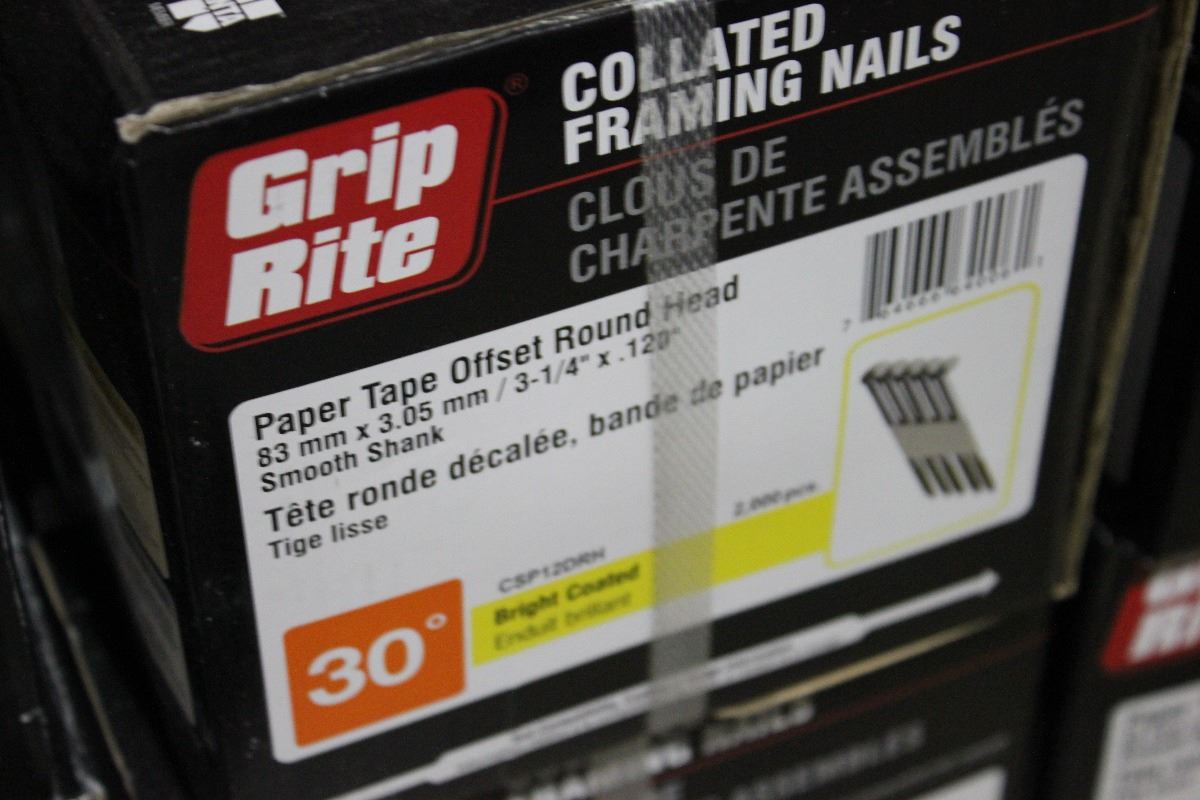 Grip
Rite
®
COLLATED
FRAMING NAILS
CLOUS DE
CHARPENTE ASSEMBLÉS
Paper Tape Offset Round Head
83 mm x 3.05 mm / 3-1/4" x .120"
Smooth Shank
Tête ronde décalée, bande de papier
Tige lisse
2,000 pcs.
CSP12DRH
Bright Coated
Enduit brillant
30°
NAILS
ASSEMBLÉS